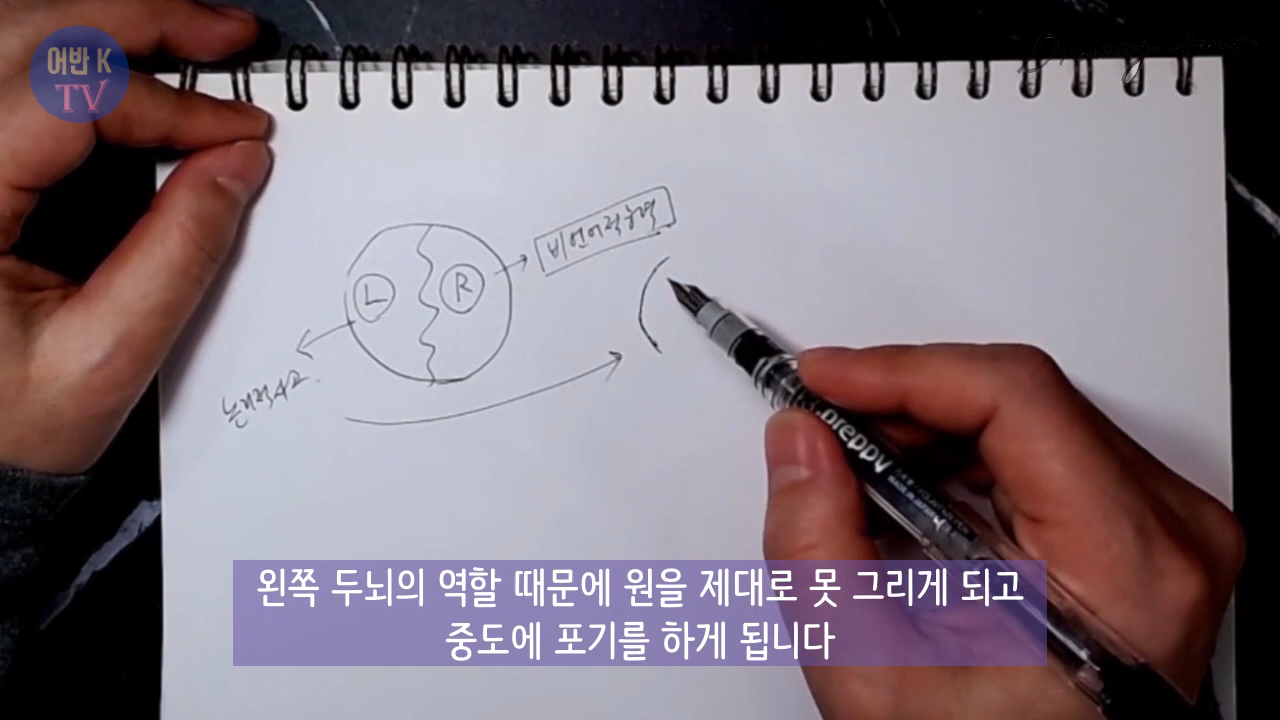 어반 K
TV
비언어적능력
L
R
논리적사고.
preppy
왼쪽 두뇌의 역할 때문에 원을 제대로 못 그리게 되고
중도에 포기를 하게 됩니다